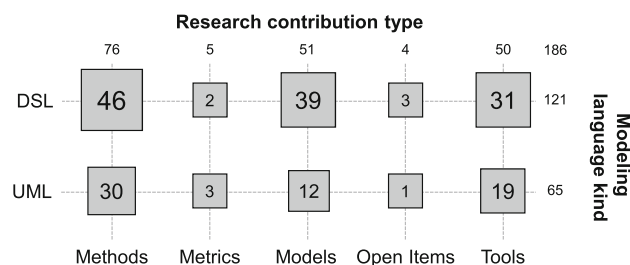 Research contribution type
76 5 51 4 50 186
DSL 46 2 39 3 31 121
UML 30 3 12 1 19 65
Methods Metrics Models Open Items Tools
Modeling
language kind